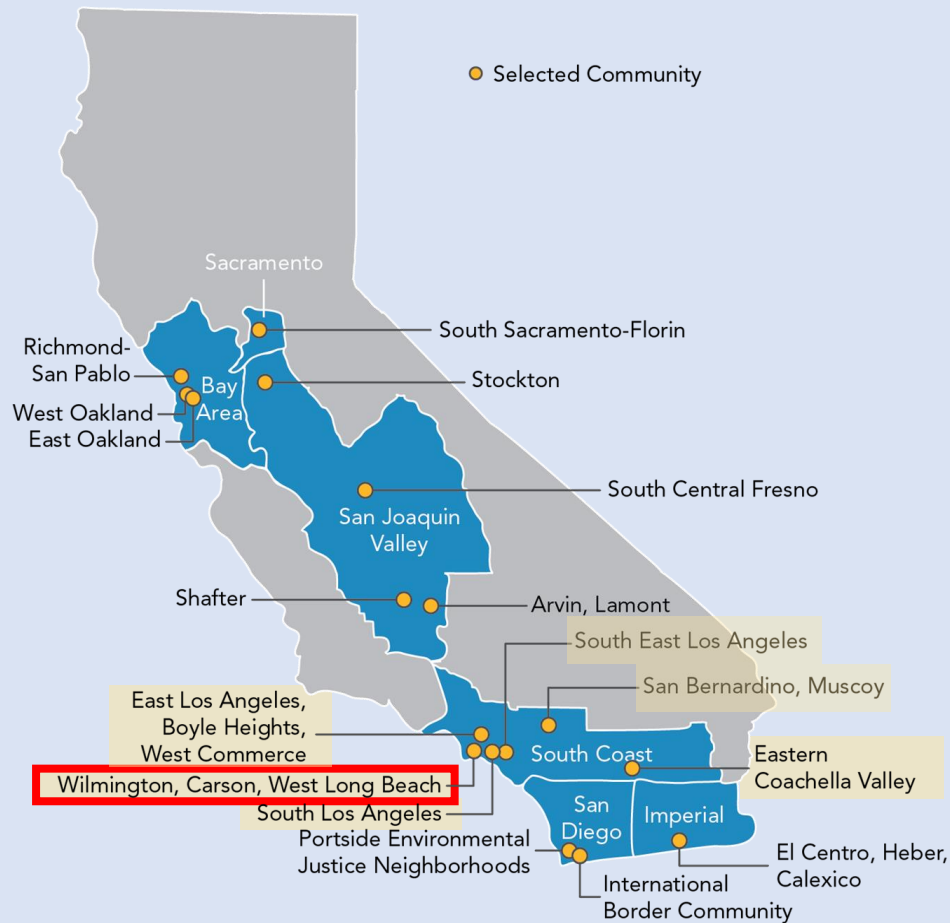 Selected Community
Sacramento
South Sacramento-Florin
Richmond-
San Pablo
Stockton
Bay
Area
West Oakland
East Oakland
South Central Fresno
San Joaquin
Valley
Shafter
Arvin, Lamont
South East Los Angeles
San Bernardino, Muscoy
East Los Angeles,
Boyle Heights,
West Commerce
South Coast
Eastern
Coachella Valley
Wilmington, Carson, West Long Beach
South Los Angeles
San
Diego
Imperial
Portside Environmental
Justice Neighborhoods
El Centro, Heber,
Calexico
International
Border Community